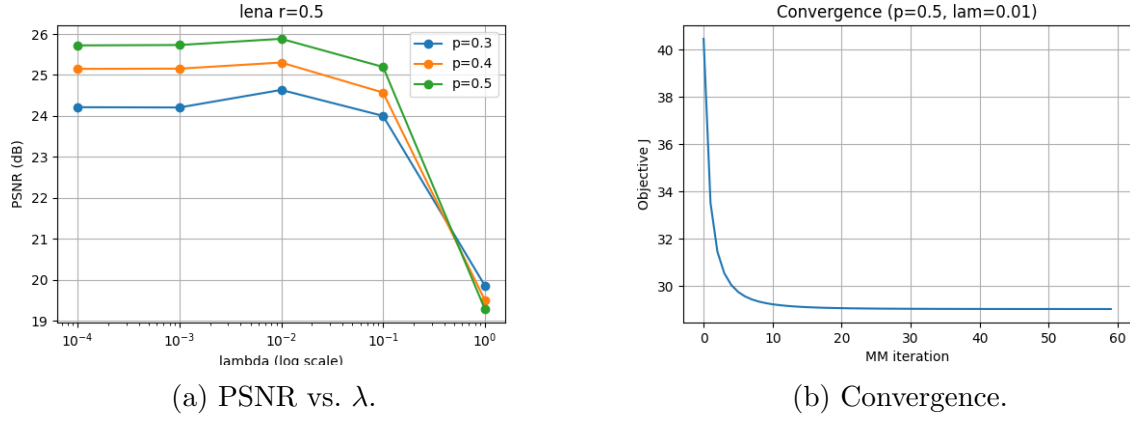 lena r=0.5
26
25
24
23
22
21
20
19
PSNR (dB)
p=0.3
p=0.4
p=0.5
10⁻⁴
10⁻³
10⁻²
10⁻¹
10⁰
lambda (log scale)
(a) PSNR vs. λ.
Convergence (p=0.5, lam=0.01)
40
38
36
34
32
30
Objective J
0
10
20
30
40
50
60
MM iteration
(b) Convergence.